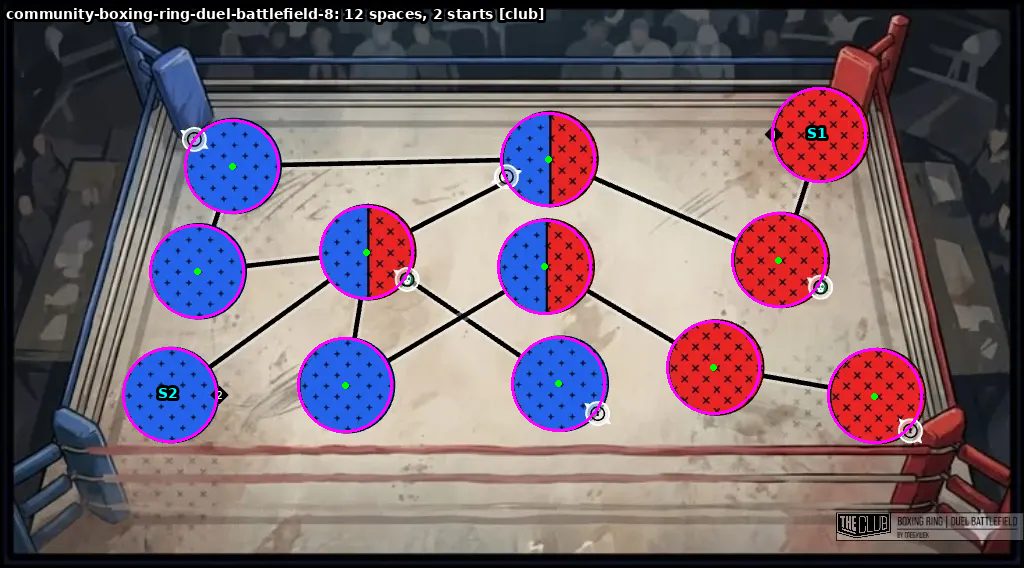 community-boxing-ring-duel-battlefield-8: 12 spaces, 2 starts [club]
S1
S2
2
THE CLUB
BOXING RING | DUEL BATTLEFIELD